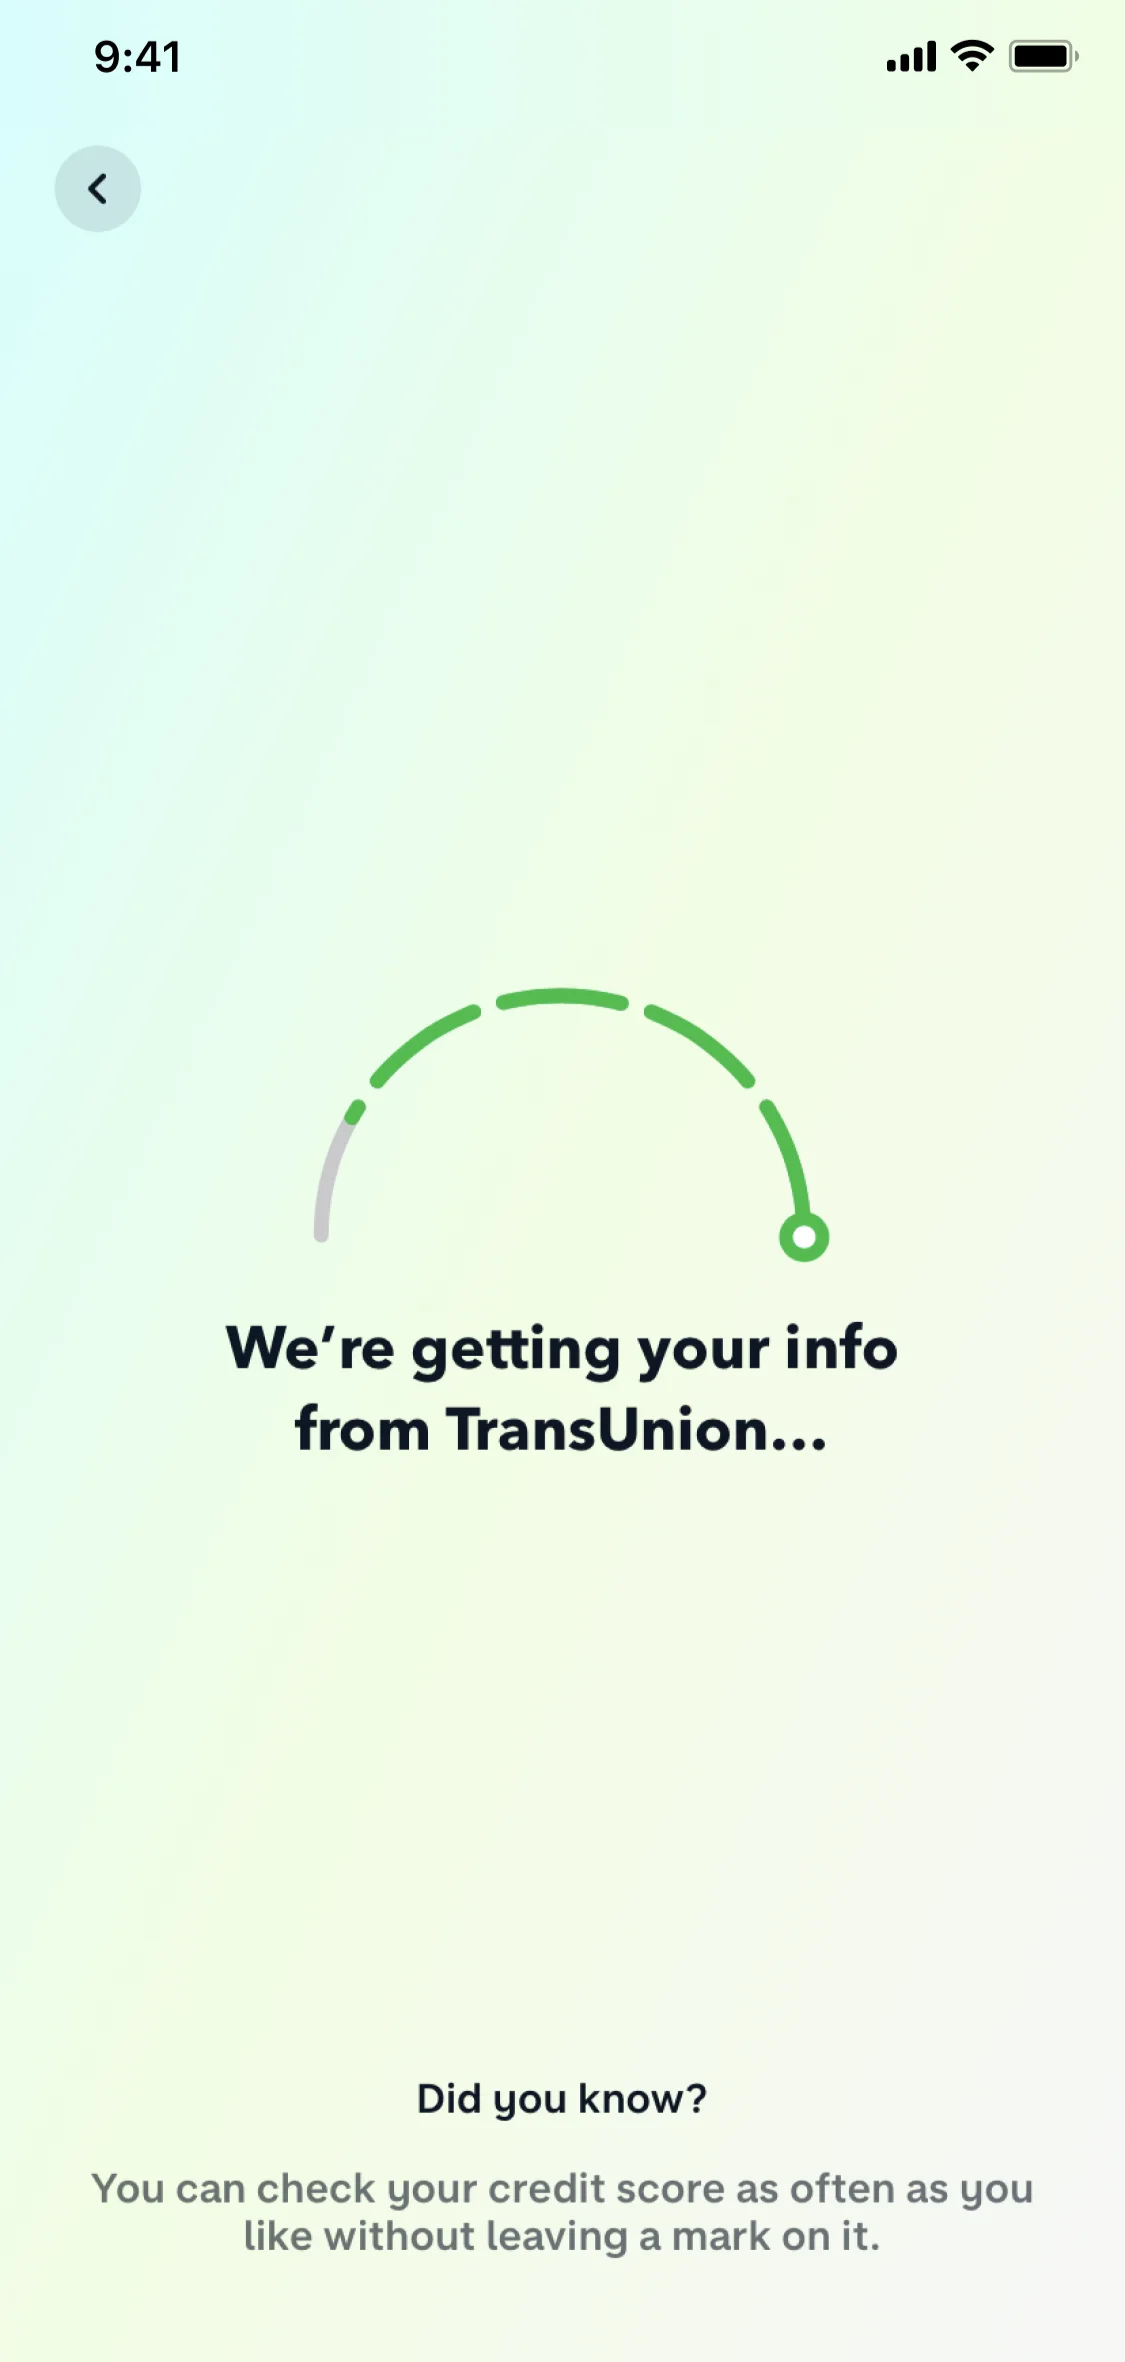 9:41
We’re getting your info
from TransUnion...
Did you know?
You can check your credit score as often as you
like without leaving a mark on it.